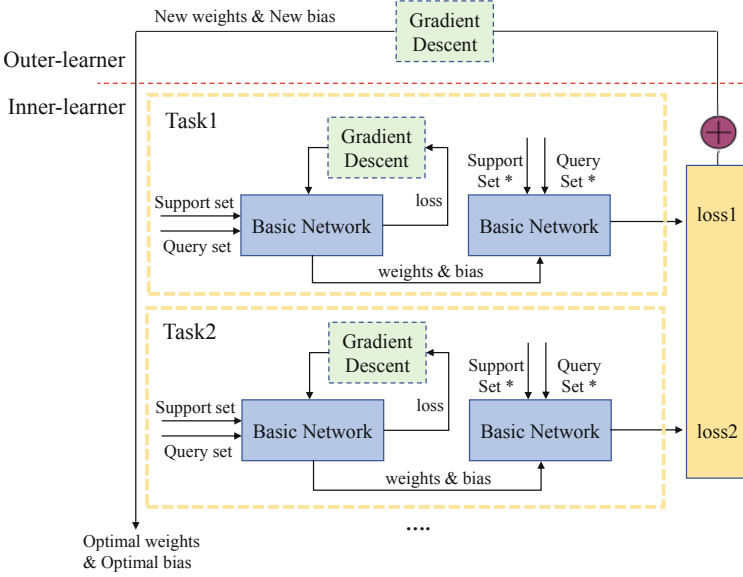 New weights & New bias
Gradient
Descent
Outer-learner
Inner-learner
Task1
Gradient
Descent
Support
Set *
Query
Set *
Support set
Query set
Basic Network
loss
Basic Network
loss1
weights & bias
Task2
Gradient
Descent
Support
Set *
Query
Set *
Support set
Query set
Basic Network
loss
Basic Network
loss2
weights & bias
....
Optimal weights
& Optimal bias